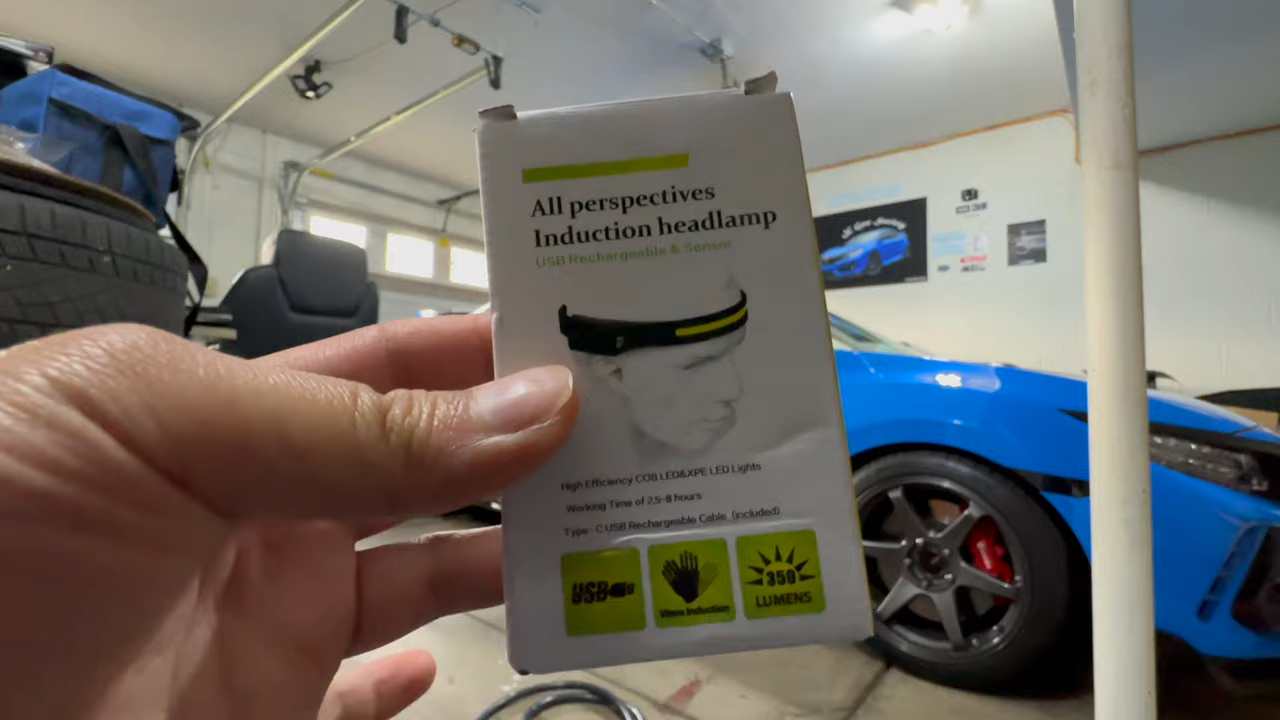 All perspectives
Induction headlamp
USB Rechargeable & Sensor
High Efficiency COB LED&XPE LED Lights
Working Time of 2.5-8 hours
Type-C USB Rechargeable Cable (included)
USB
Wave Induction
350
LUMENS